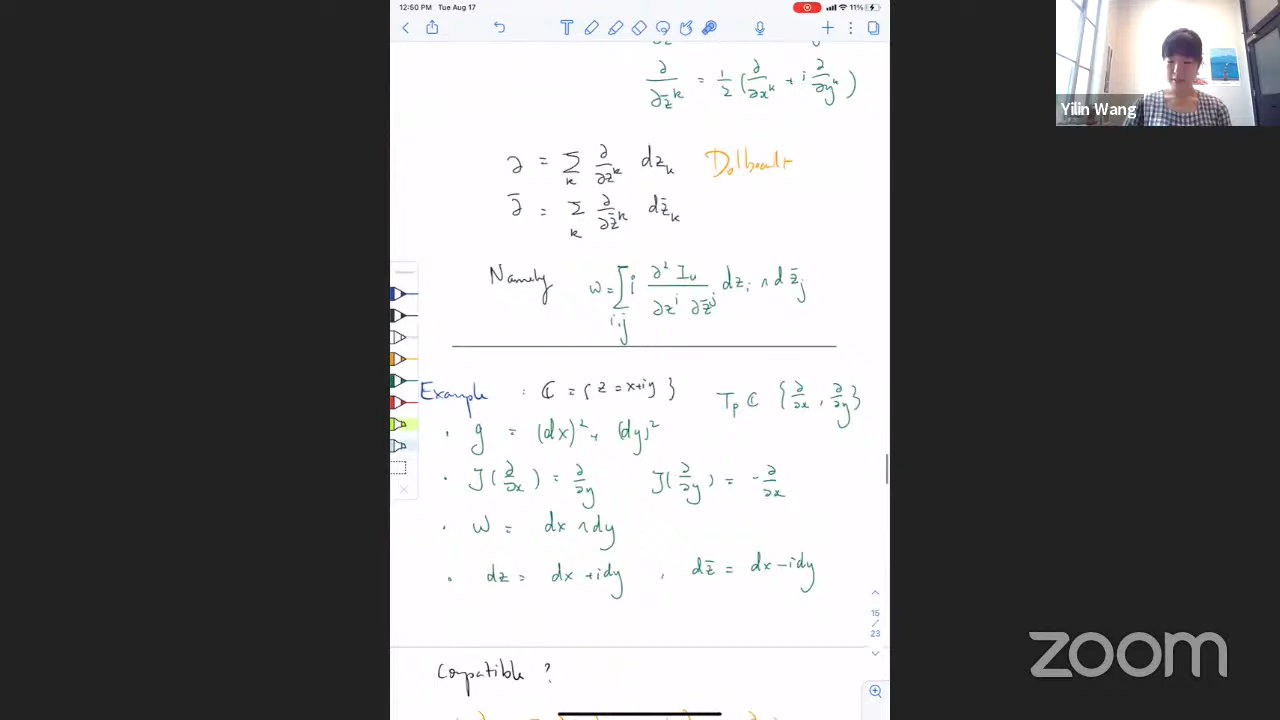 12:50 PM Tue Aug 17
11%
∂/∂z̄^k = 1/2 (∂/∂x^k + i ∂/∂y^k)
∂ = Σ_k ∂/∂z^k dz_k Dolbeault
∂̄ = Σ_k ∂/∂z̄^k dz̄_k
Namely ω = Σ_{i,j} i ∂² I_U/∂z^i ∂z̄^j dz_i ∧ dz̄_j
Example : ℂ = {z = x+iy} T_p ℂ {∂/∂x, ∂/∂y}
· g = (dx)² + (dy)²
· J(∂/∂x) = ∂/∂y J(∂/∂y) = -∂/∂x
· ω = dx ∧ dy
· dz = dx + idy , dz̄ = dx - idy
15
/
23
Compatible ?
Yilin Wang
zoom